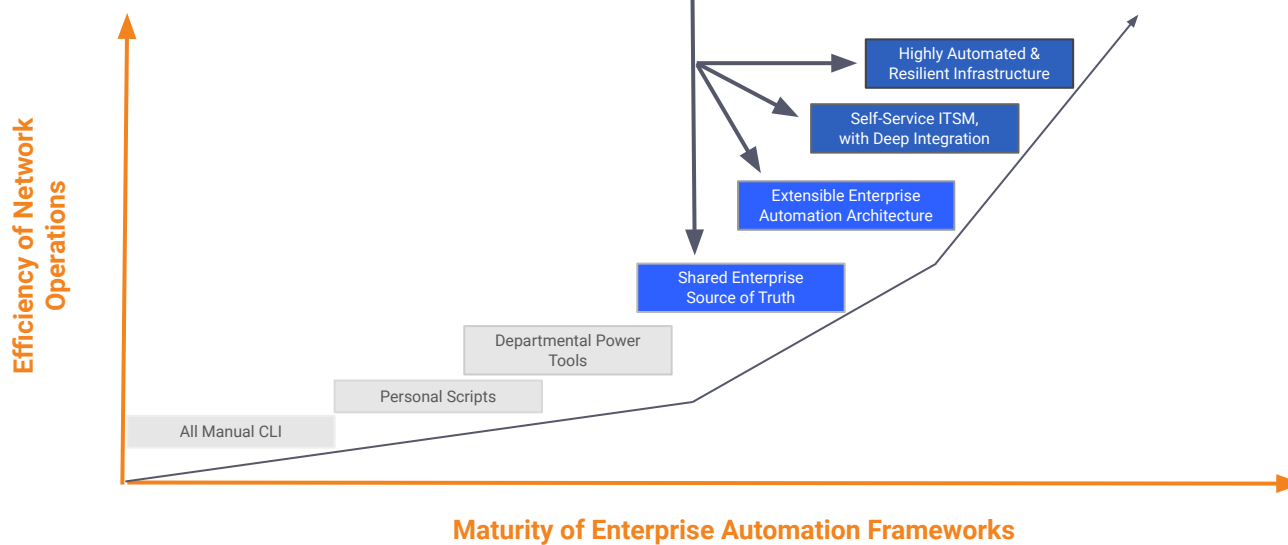 Highly Automated &
Resilient Infrastructure
Self-Service ITSM,
with Deep Integration
Extensible Enterprise
Automation Architecture
Shared Enterprise
Source of Truth
Departmental Power
Tools
Personal Scripts
All Manual CLI
Efficiency of Network
Operations
Maturity of Enterprise Automation Frameworks